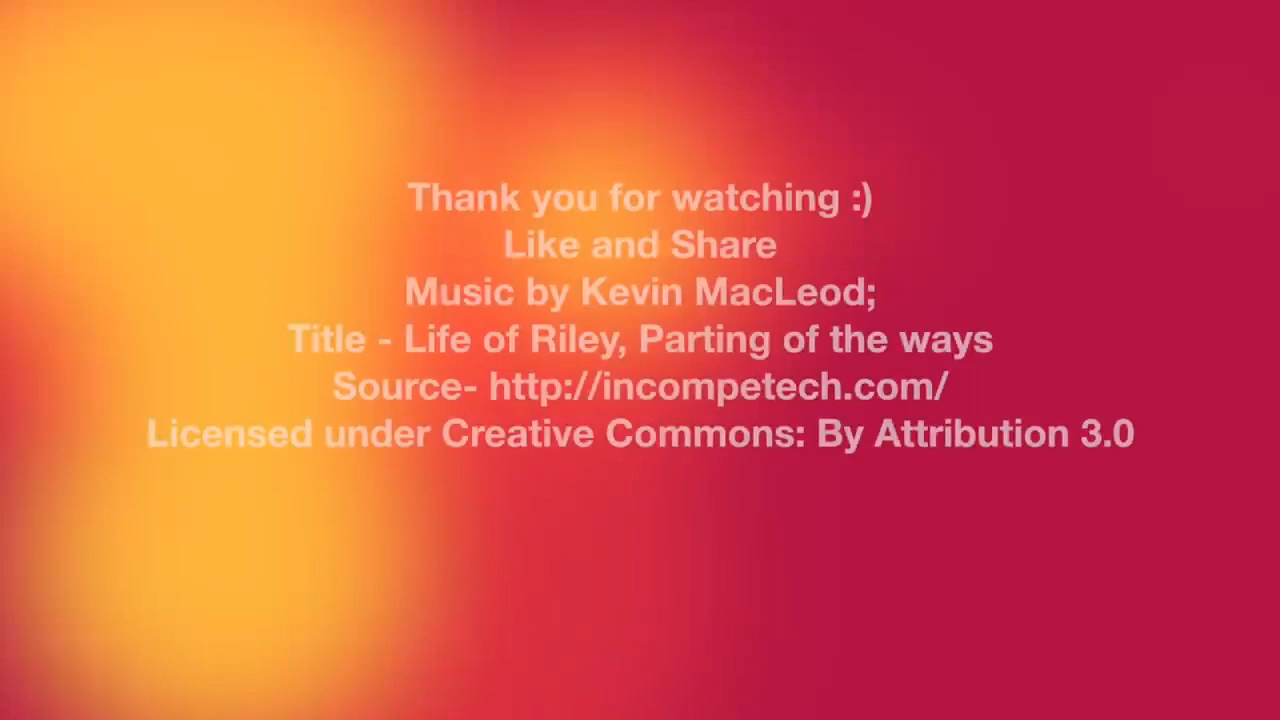 Thank you for watching :)
Like and Share
Music by Kevin MacLeod;
Title - Life of Riley, Parting of the ways
Source- http://incompetech.com/
Licensed under Creative Commons: By Attribution 3.0